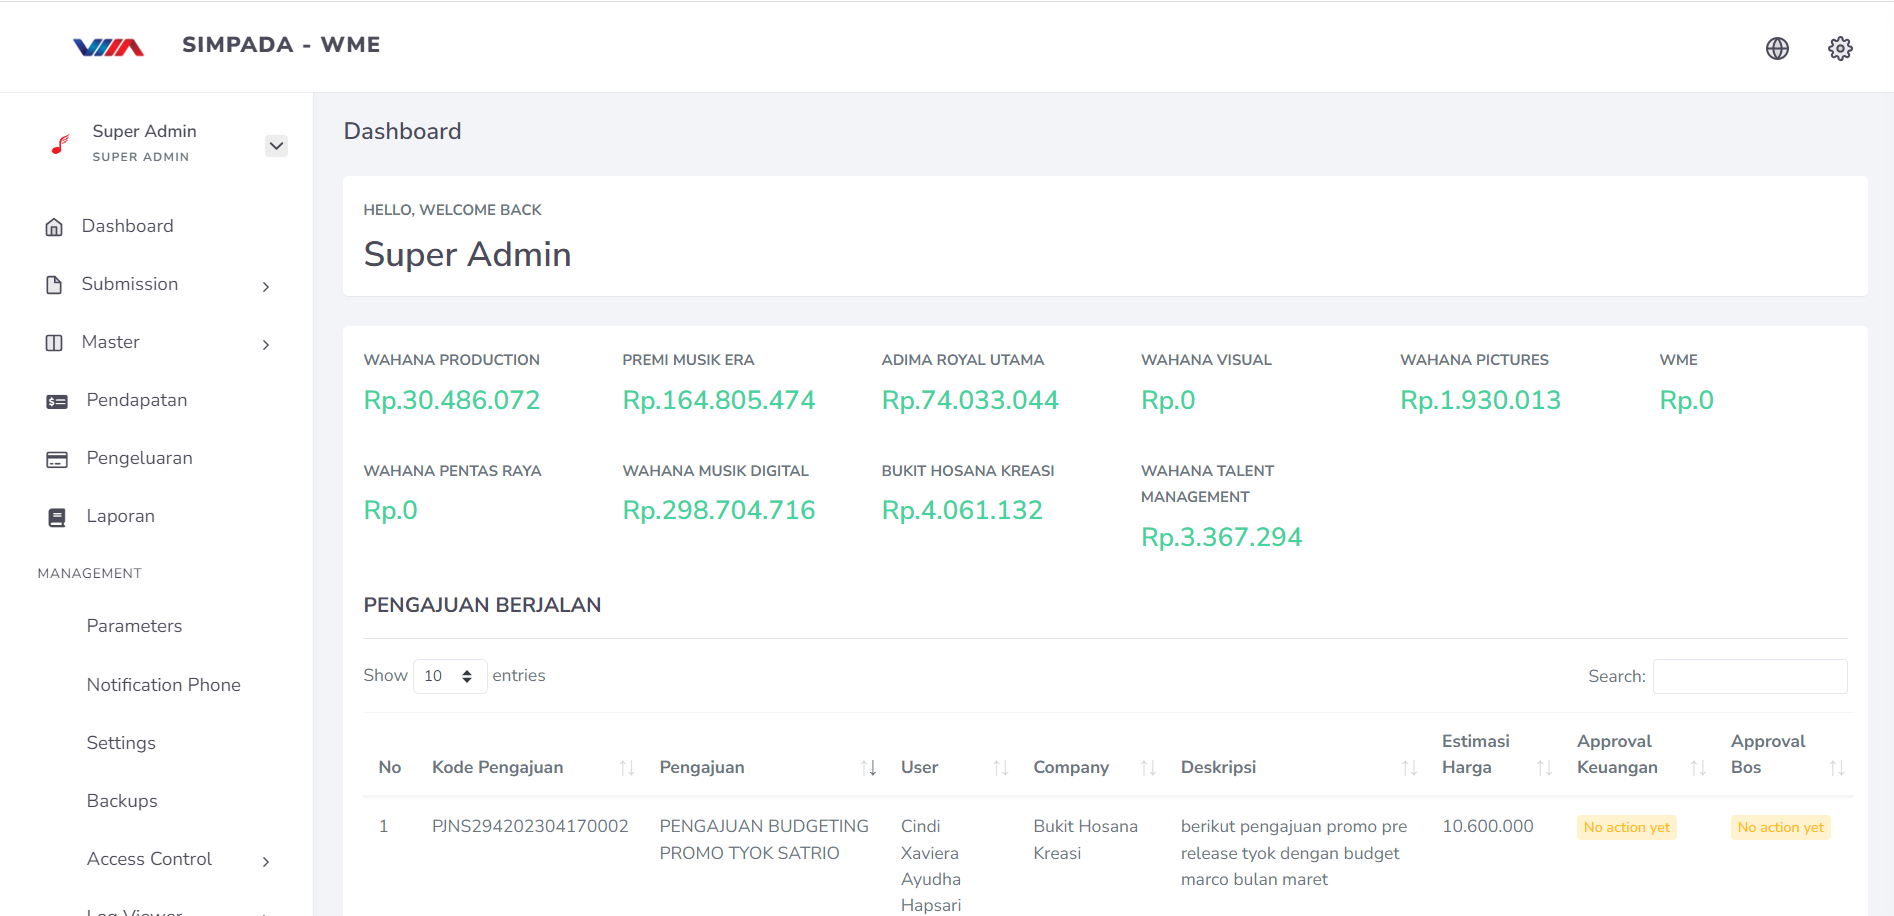 SIMPADA - WME
Super Admin
SUPER ADMIN
Dashboard
Submission
Master
Pendapatan
Pengeluaran
Laporan
MANAGEMENT
Parameters
Notification Phone
Settings
Backups
Access Control
Log Viewer
Dashboard
HELLO, WELCOME BACK
Super Admin
WAHANA PRODUCTION
Rp.30.486.072
PREMI MUSIK ERA
Rp.164.805.474
ADIMA ROYAL UTAMA
Rp.74.033.044
WAHANA VISUAL
Rp.0
WAHANA PICTURES
Rp.1.930.013
WME
Rp.0
WAHANA PENTAS RAYA
Rp.0
WAHANA MUSIK DIGITAL
Rp.298.704.716
BUKIT HOSANA KREASI
Rp.4.061.132
WAHANA TALENT
MANAGEMENT
Rp.3.367.294
PENGAJUAN BERJALAN
Show 10 entries
Search:
No
Kode Pengajuan
Pengajuan
User
Company
Deskripsi
Estimasi
Harga
Approval
Keuangan
Approval
Bos
1
PJNS294202304170002
PENGAJUAN BUDGETING
PROMO TYOK SATRIO
Cindi
Xaviera
Ayudha
Hapsari
Bukit Hosana
Kreasi
berikut pengajuan promo pre
release tyok dengan budget
marco bulan maret
10.600.000
No action yet
No action yet